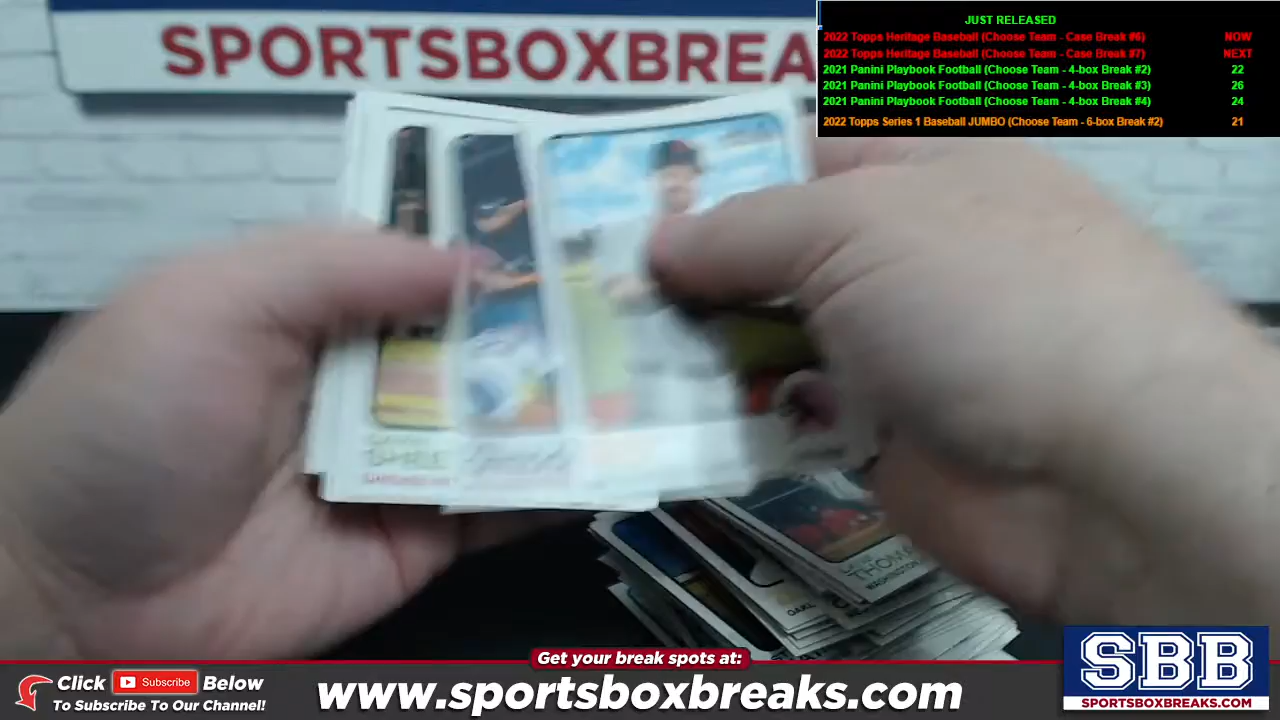 SPORTSBOXBREA
JUST RELEASED
2022 Topps Heritage Baseball (Choose Team - Case Break #6) NOW
2022 Topps Heritage Baseball (Choose Team - Case Break #7) NEXT
2021 Panini Playbook Football (Choose Team - 4-box Break #2) 22
2021 Panini Playbook Football (Choose Team - 4-box Break #3) 26
2021 Panini Playbook Football (Choose Team - 4-box Break #4) 24
2022 Topps Series 1 Baseball JUMBO (Choose Team - 6-box Break #2) 21
THOMA
WASHINGTON
OAKL
Get your break spots at:
Click Subscribe Below
To Subscribe To Our Channel!
www.sportsboxbreaks.com
SBB
SPORTSBOXBREAKS.COM